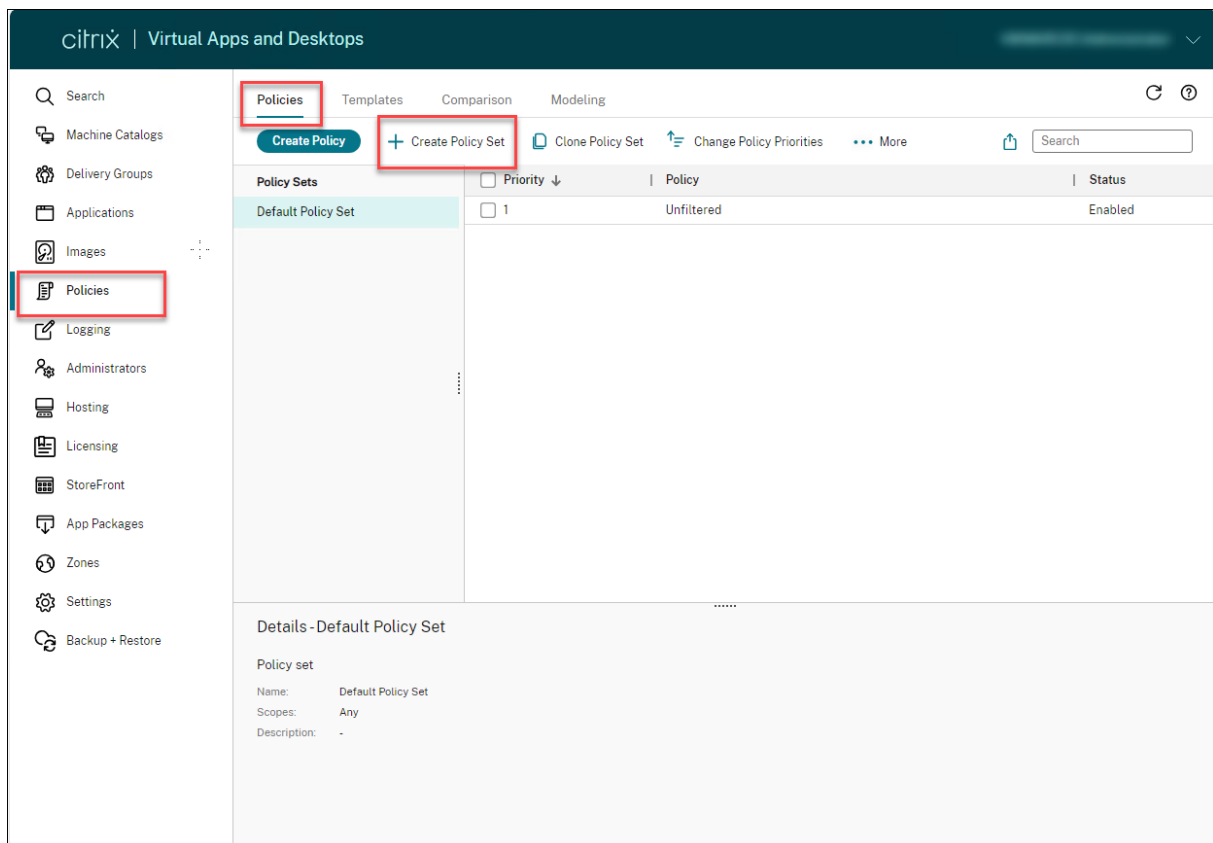 citrix | Virtual Apps and Desktops
Search
Machine Catalogs
Delivery Groups
Applications
Images
Policies
Logging
Administrators
Hosting
Licensing
StoreFront
App Packages
Zones
Settings
Backup + Restore
Policies Templates Comparison Modeling
Create Policy + Create Policy Set Clone Policy Set Change Policy Priorities ••• More Search
Policy Sets
Default Policy Set
Priority ↓ | Policy | Status
1 Unfiltered Enabled
Details - Default Policy Set
Policy set
Name: Default Policy Set
Scopes: Any
Description: -